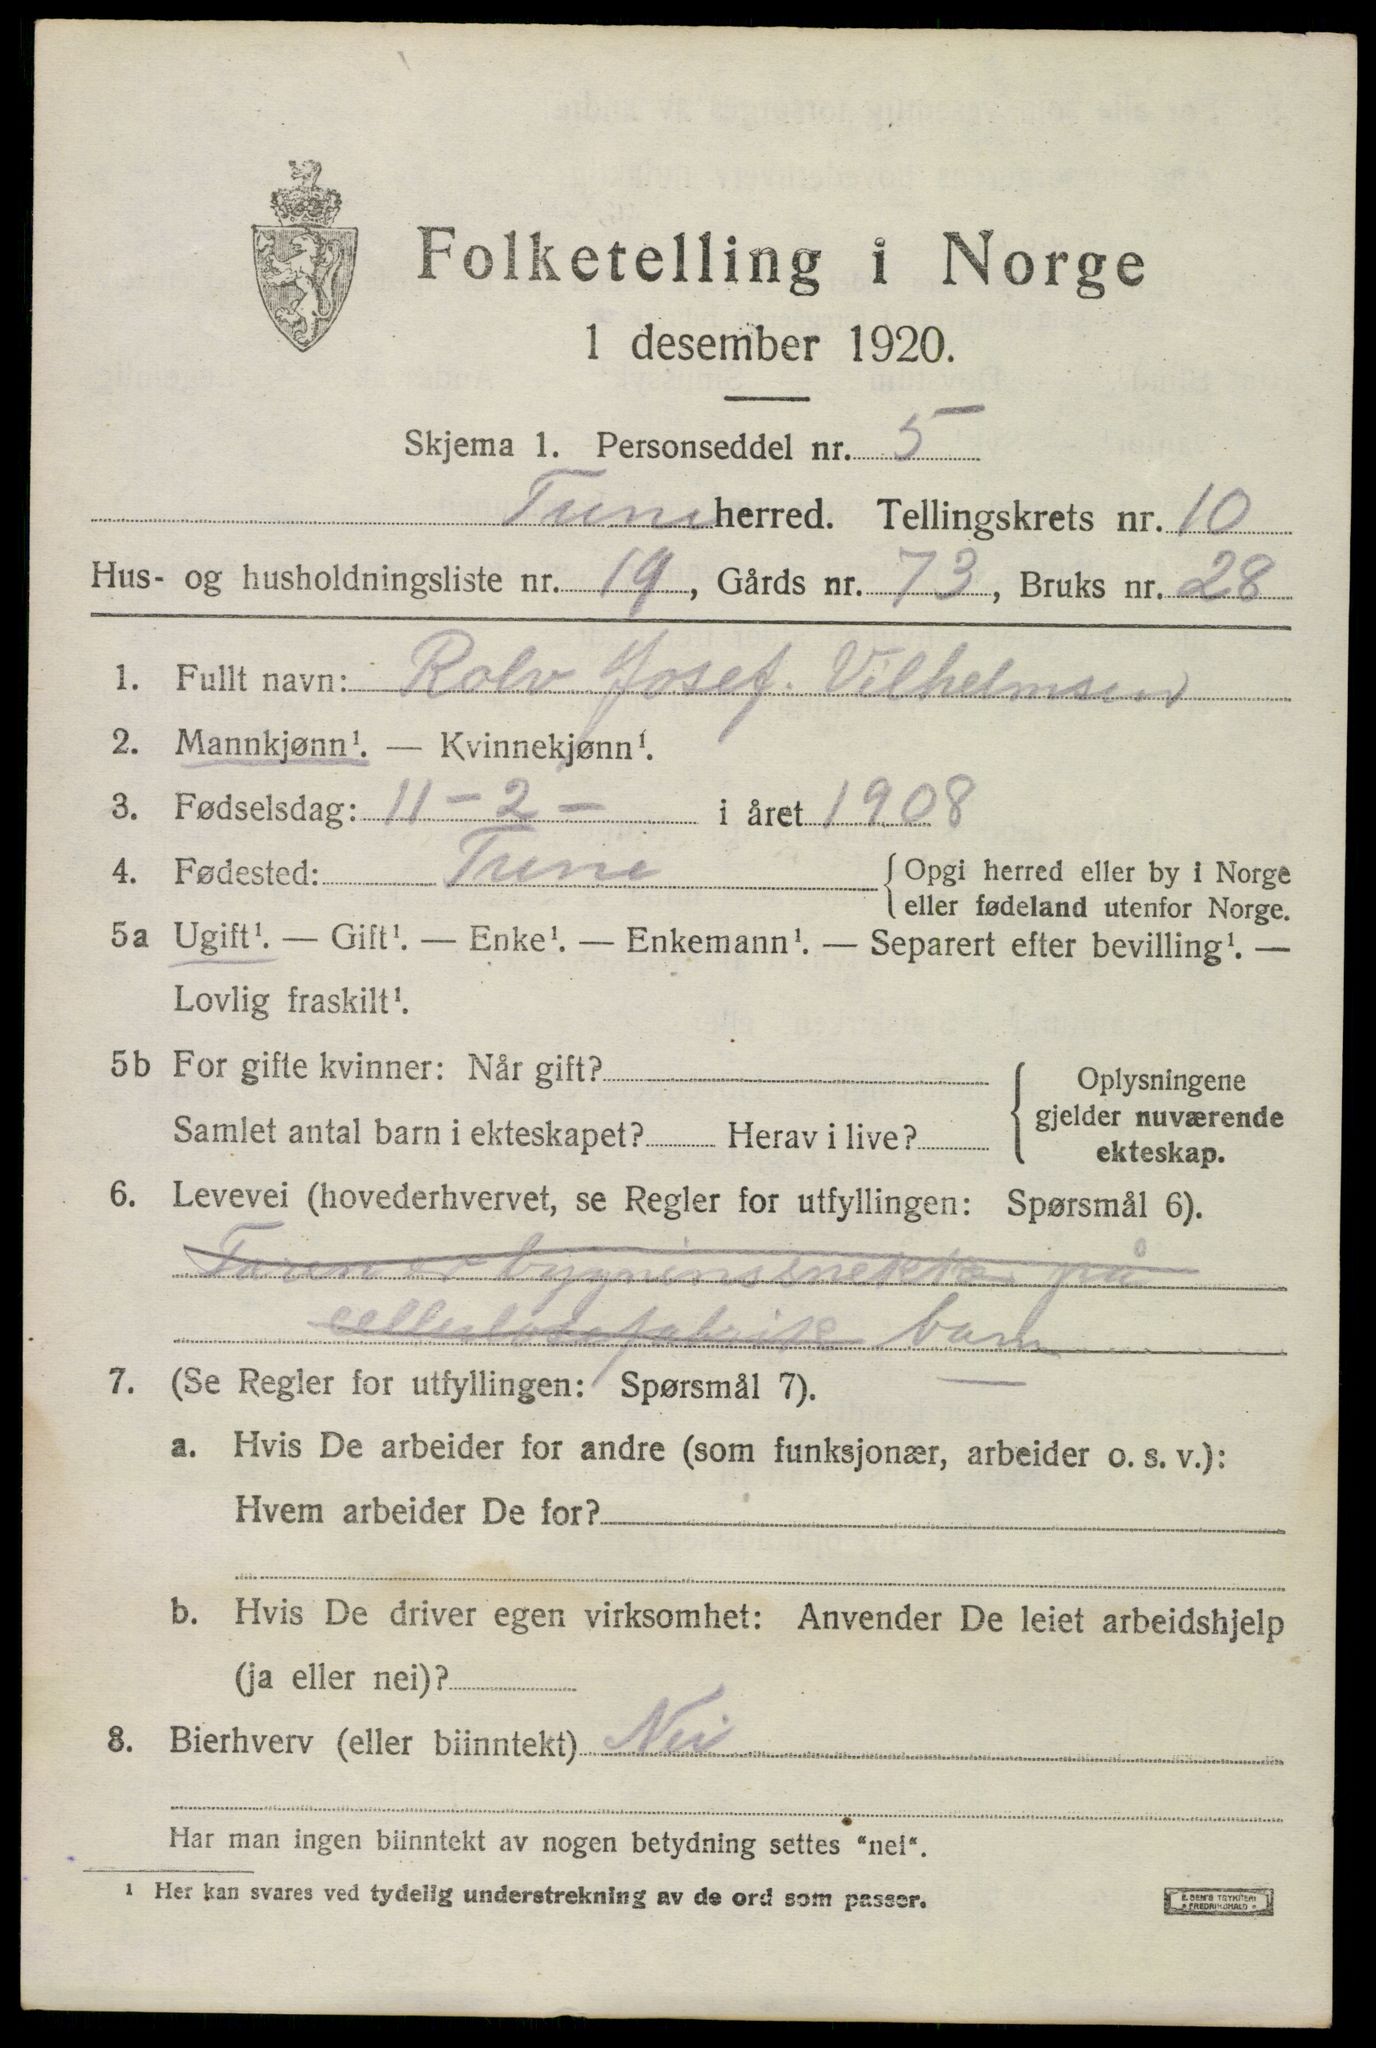 Folketelling i Norge
1 desember 1920.
Skjema 1. Personseddel nr. 5
Tune herred. Tellingskrets nr. 10
Hus- og husholdningsliste nr. 19, Gårds nr. 73, Bruks nr. 28
1. Fullt navn: Rolv Josef. Vilhelmsen
2. Mannkjønn¹. — Kvinnekjønn¹.
3. Fødselsdag: 11 - 2 - i året 1908
4. Fødested: Tune { Opgi herred eller by i Norge
eller fødeland utenfor Norge.
5a Ugift¹. — Gift¹. — Enke¹. — Enkemann¹. — Separert efter bevilling¹. —
Lovlig fraskilt¹.
5b For gifte kvinner: Når gift?
Samlet antal barn i ekteskapet? Herav i live?
{ Oplysningene
gjelder nuværende
ekteskap.
6. Levevei (hovederhvervet, se Regler for utfyllingen: Spørsmål 6).
Faren er bygninssnekker på
cellulosefabrikk barn
7. (Se Regler for utfyllingen: Spørsmål 7).
a. Hvis De arbeider for andre (som funksjonær, arbeider o. s. v.):
Hvem arbeider De for?
b. Hvis De driver egen virksomhet: Anvender De leiet arbeidshjelp
(ja eller nei)?
8. Bierhverv (eller biinntekt) Nei
Har man ingen biinntekt av nogen betydning settes “nei“.
¹ Her kan svares ved tydelig understrekning av de ord som passer.